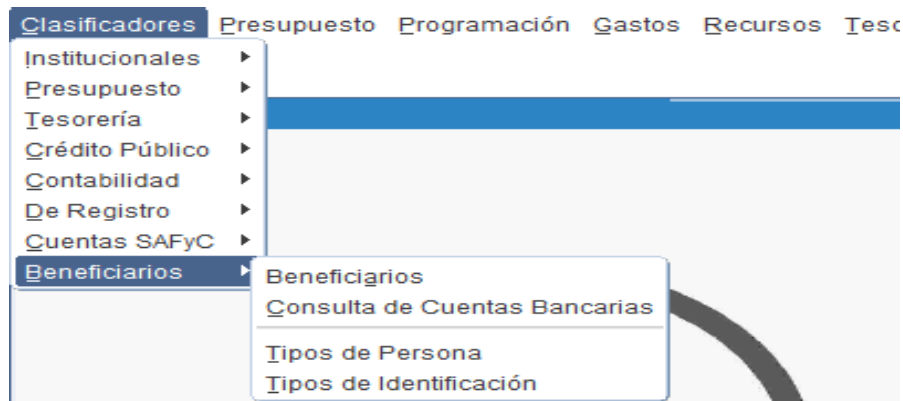 Clasificadores Presupuesto Programación Gastos Recursos
Institucionales
Presupuesto
Tesorería
Crédito Público
Contabilidad
De Registro
Cuentas SAFyC
Beneficiarios
Beneficiarios
Consulta de Cuentas Bancarias
Tipos de Persona
Tipos de Identificación